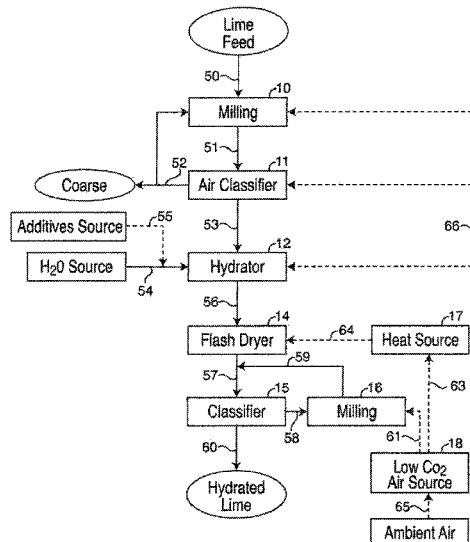 Lime
Feed
50
10
Milling
51
52
11
Coarse
Air Classifier
55
53
66
Additives Source
12
H20 Source
Hydrator
54
56
14
17
64
Flash Dryer
Heat Source
59
57
15
16
63
Classifier
Milling
58
61
18
60
Low Co2
Air Source
Hydrated
Lime
65
Ambient Air